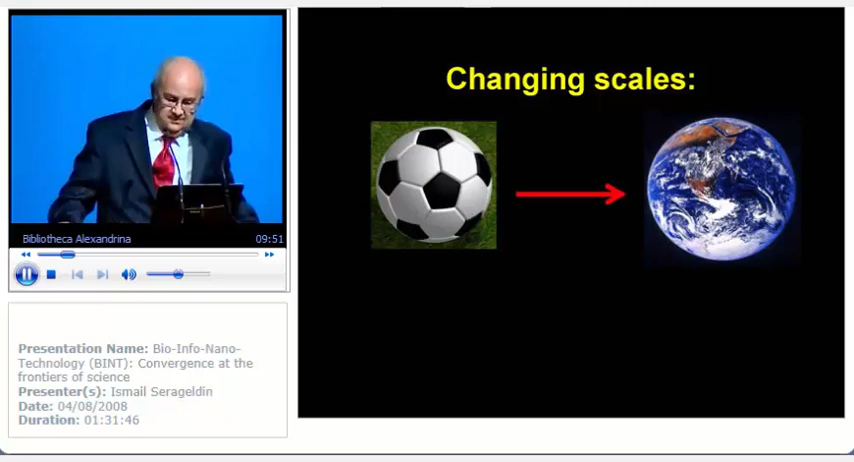 Changing scales:
Bibliotheca Alexandrina 09:51
Presentation Name: Bio-Info-Nano-
Technology (BINT): Convergence at the
frontiers of science
Presenter(s): Ismail Serageldin
Date: 04/08/2008
Duration: 01:31:46